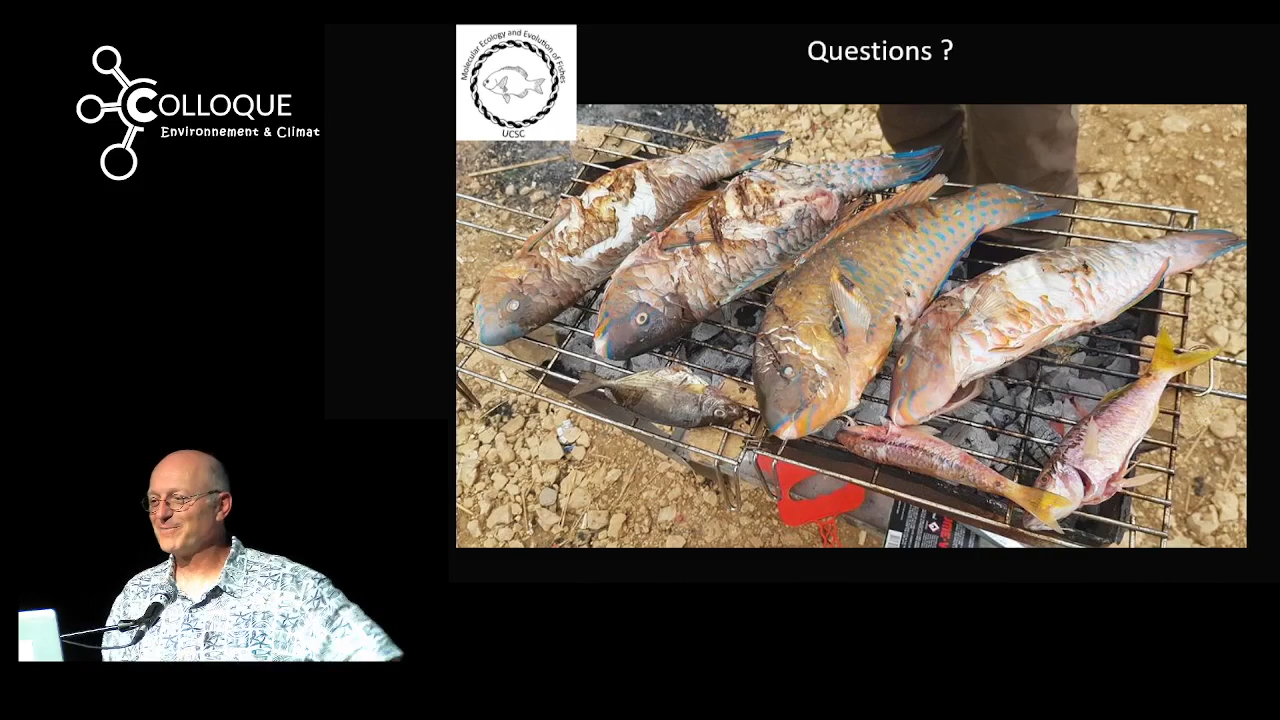 COLLOQUE
Environnement & Climat
Molecular Ecology and Evolution of Fishes
UCSC
Questions ?